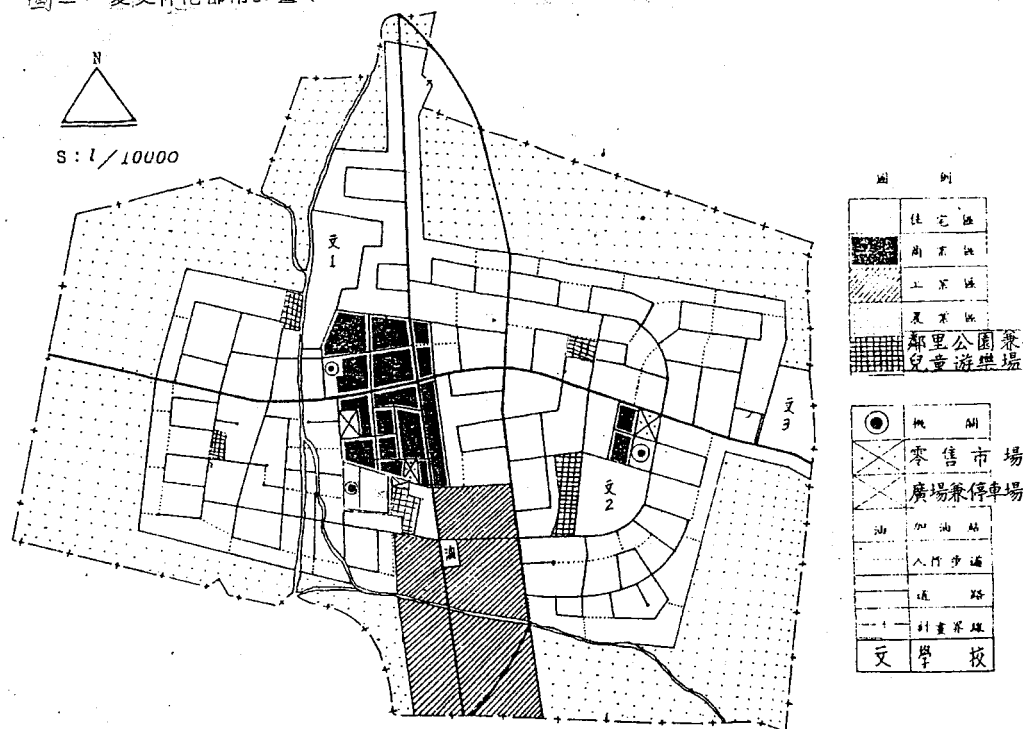 N
S:1/10000
文1
文2
文3
油
圖例
住宅區
商業區
工業區
農業區
鄰里公園兼
兒童遊樂場
機關
零售市場
廣場兼停車場
油 加油站
人行步道
道路
計畫界線
文 學校